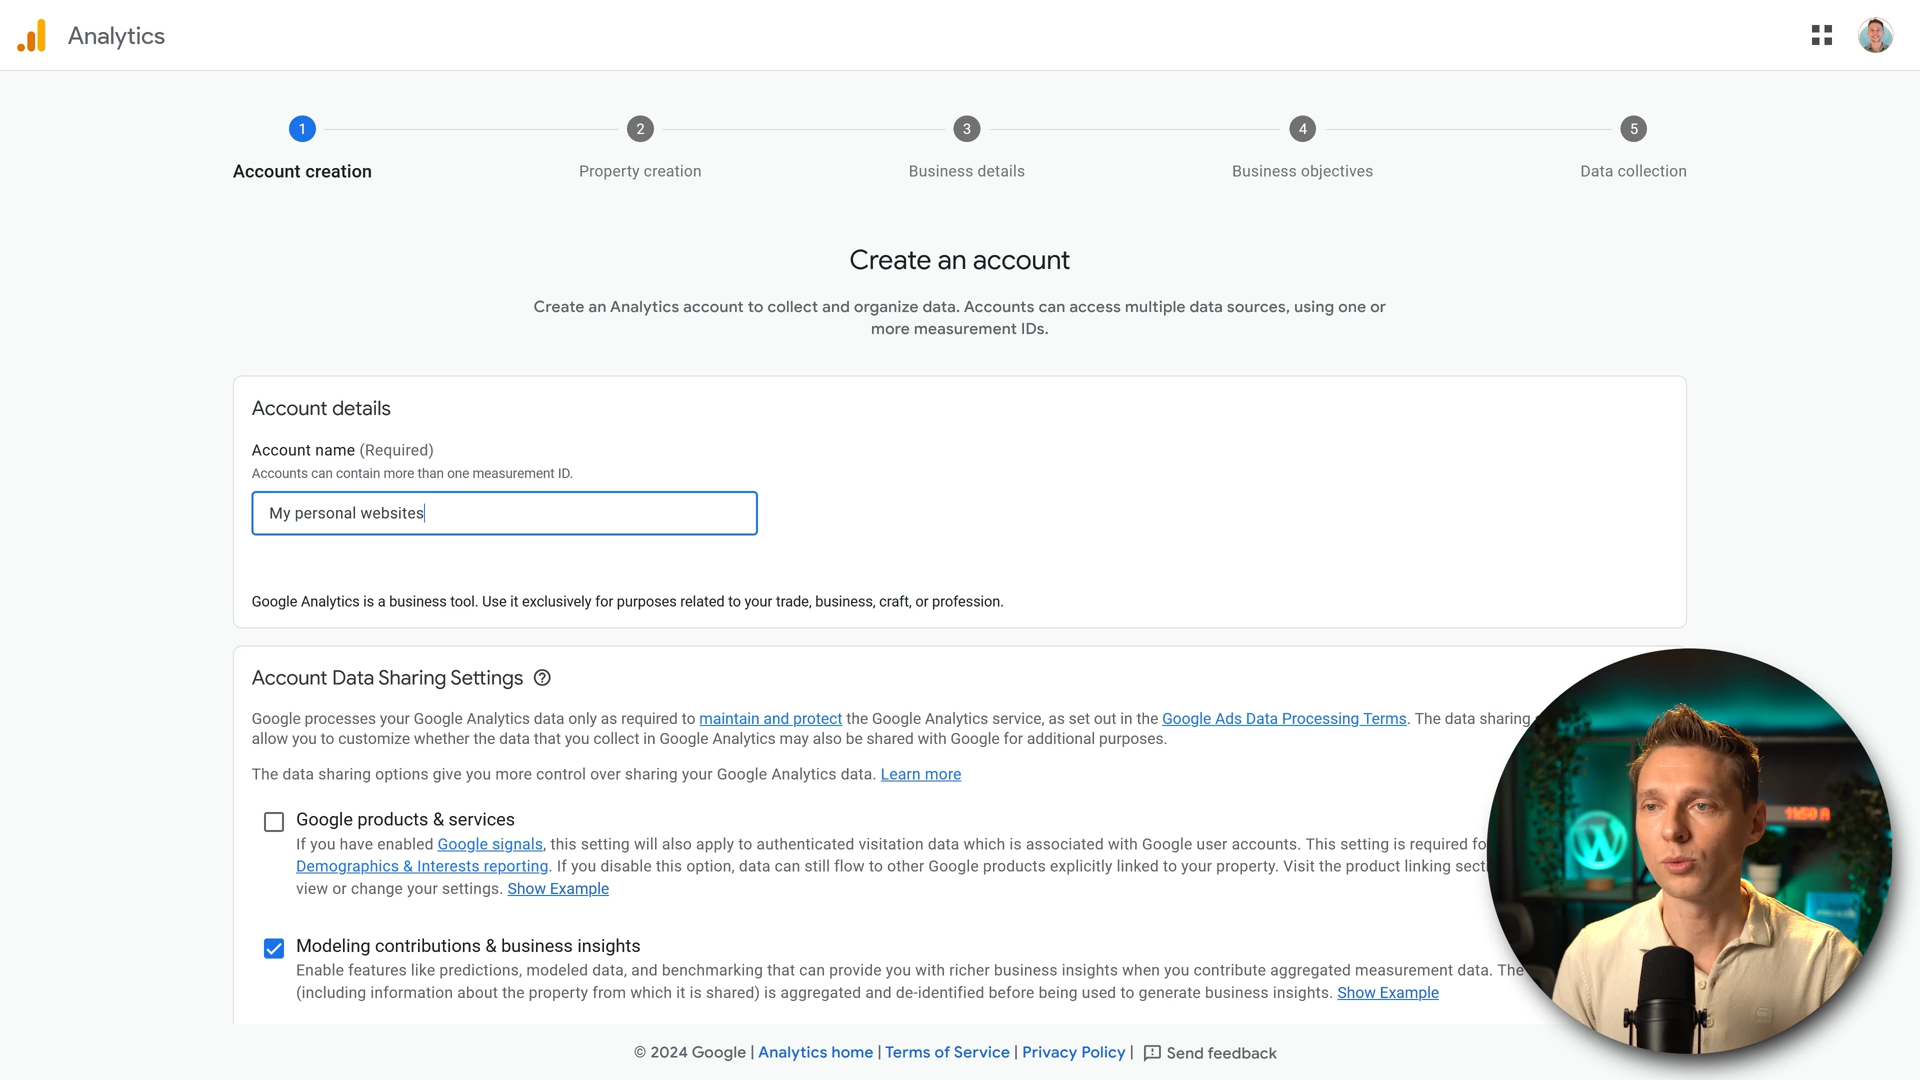 Analytics
1
2
3
4
5
Account creation
Property creation
Business details
Business objectives
Data collection
Create an account
Create an Analytics account to collect and organize data. Accounts can access multiple data sources, using one or
more measurement IDs.
Account details
Account name (Required)
Accounts can contain more than one measurement ID.
My personal websites
Google Analytics is a business tool. Use it exclusively for purposes related to your trade, business, craft, or profession.
Account Data Sharing Settings
Google processes your Google Analytics data only as required to maintain and protect the Google Analytics service, as set out in the Google Ads Data Processing Terms. The data sharing
allow you to customize whether the data that you collect in Google Analytics may also be shared with Google for additional purposes.
The data sharing options give you more control over sharing your Google Analytics data. Learn more
Google products & services
If you have enabled Google signals, this setting will also apply to authenticated visitation data which is associated with Google user accounts. This setting is required fo
Demographics & Interests reporting. If you disable this option, data can still flow to other Google products explicitly linked to your property. Visit the product linking secti
view or change your settings. Show Example
Modeling contributions & business insights
Enable features like predictions, modeled data, and benchmarking that can provide you with richer business insights when you contribute aggregated measurement data. The
(including information about the property from which it is shared) is aggregated and de-identified before being used to generate business insights. Show Example
© 2024 Google | Analytics home | Terms of Service | Privacy Policy | Send feedback